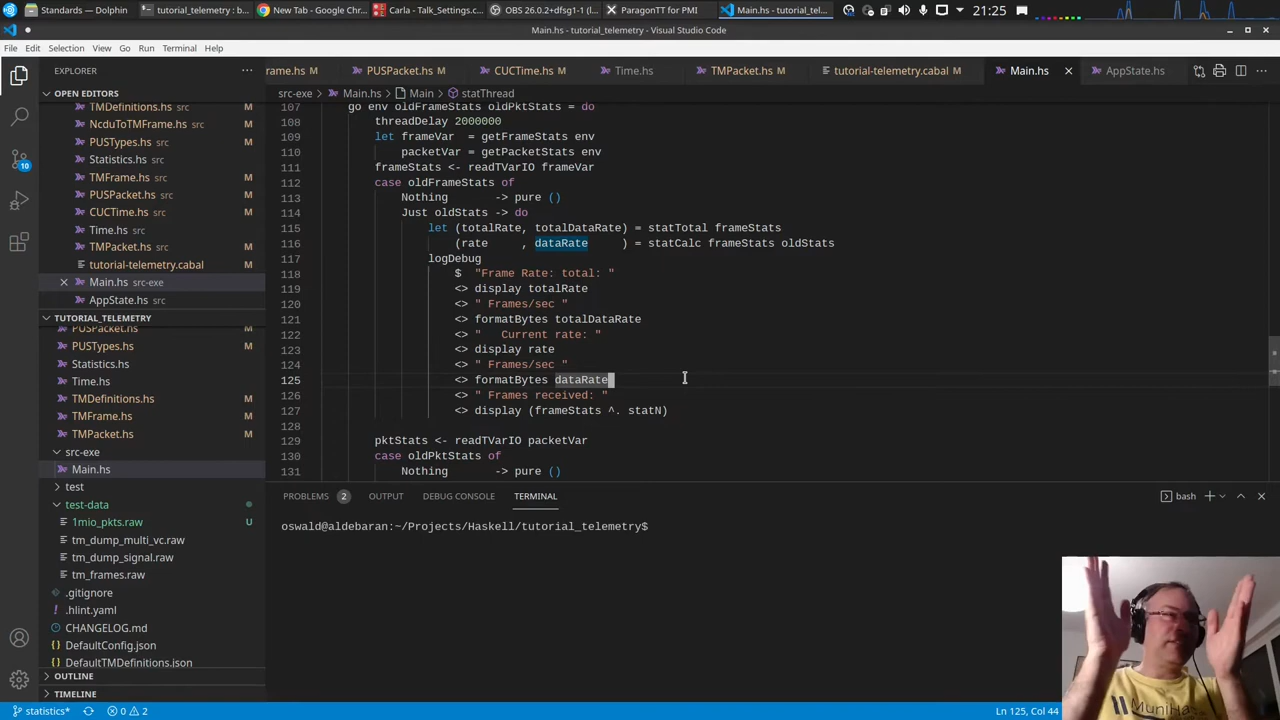 Standards — Dolphin
tutorial_telemetry : b...
New Tab - Google Chr...
Carla - Talk_Settings.c...
OBS 26.0.2+dfsg1-1 (l...
ParagonTT for PMI
Main.hs - tutorial_tel...
21:25
Main.hs - tutorial_telemetry - Visual Studio Code
File Edit Selection View Go Run Terminal Help
EXPLORER
rame.hs M
PUSPacket.hs M
CUCTime.hs M
Time.hs
TMPacket.hs M
tutorial-telemetry.cabal M
Main.hs
AppState.hs
OPEN EDITORS
TMDefinitions.hs src
NcduToTMFrame.hs src
PUSTypes.hs src
Statistics.hs src
TMFrame.hs src
PUSPacket.hs src
CUCTime.hs src
Time.hs src
TMPacket.hs src
tutorial-telemetry.cabal
Main.hs src-exe
AppState.hs src
TUTORIAL_TELEMETRY
PUSPacket.hs
PUSTypes.hs
Statistics.hs
Time.hs
TMDefinitions.hs
TMFrame.hs
TMPacket.hs
src-exe
Main.hs
test
test-data
1mio_pkts.raw U
tm_dump_multi_vc.raw
tm_dump_signal.raw
tm_frames.raw
.gitignore
.hlint.yaml
CHANGELOG.md
DefaultConfig.json
DefaultTMDefinitions.json
OUTLINE
TIMELINE
10
src-exe > Main.hs > Main > statThread
107 go env oldFrameStats oldPktStats = do
108 threadDelay 2000000
109 let frameVar = getFrameStats env
110 packetVar = getPacketStats env
111 frameStats <- readTVarIO frameVar
112 case oldFrameStats of
113 Nothing -> pure ()
114 Just oldStats -> do
115 let (totalRate, totalDataRate) = statTotal frameStats
116 (rate , dataRate ) = statCalc frameStats oldStats
117 logDebug
118 $ "Frame Rate: total: "
119 <> display totalRate
120 <> " Frames/sec "
121 <> formatBytes totalDataRate
122 <> " Current rate: "
123 <> display rate
124 <> " Frames/sec "
125 <> formatBytes dataRate
126 <> " Frames received: "
127 <> display (frameStats ^. statN)
128
129 pktStats <- readTVarIO packetVar
130 case oldPktStats of
131 Nothing -> pure ()
PROBLEMS 2 OUTPUT DEBUG CONSOLE TERMINAL
bash
oswald@aldebaran:~/Projects/Haskell/tutorial_telemetry$
statistics* 0 2
Ln 125, Col 44
MuniHa